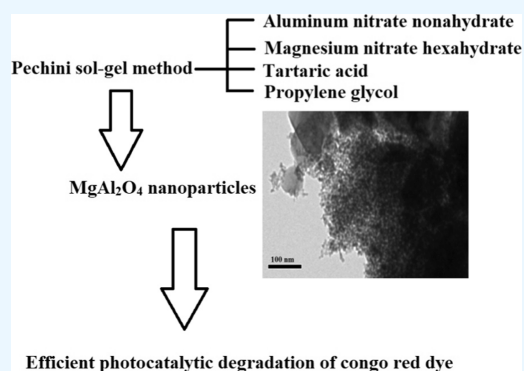 Aluminum nitrate nonahydrate
Magnesium nitrate hexahydrate
Pechini sol-gel method
Tartaric acid
Propylene glycol
MgAl₂O₄ nanoparticles
100 nm
Efficient photocatalytic degradation of congo red dye